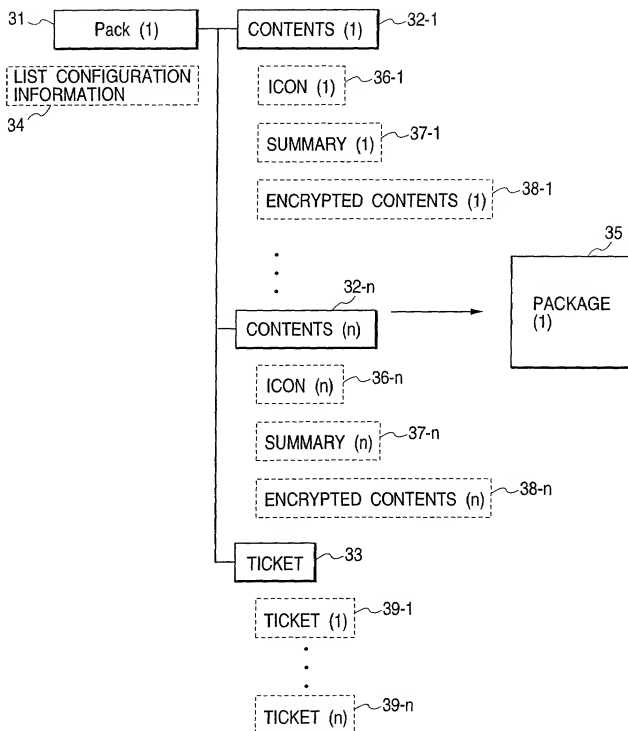 31
Pack (1)
CONTENTS (1)
32-1
LIST CONFIGURATION
INFORMATION
34
ICON (1)
36-1
SUMMARY (1)
37-1
ENCRYPTED CONTENTS (1)
38-1
35
PACKAGE
(1)
32-n
CONTENTS (n)
ICON (n)
36-n
SUMMARY (n)
37-n
ENCRYPTED CONTENTS (n)
38-n
TICKET
33
TICKET (1)
39-1
TICKET (n)
39-n